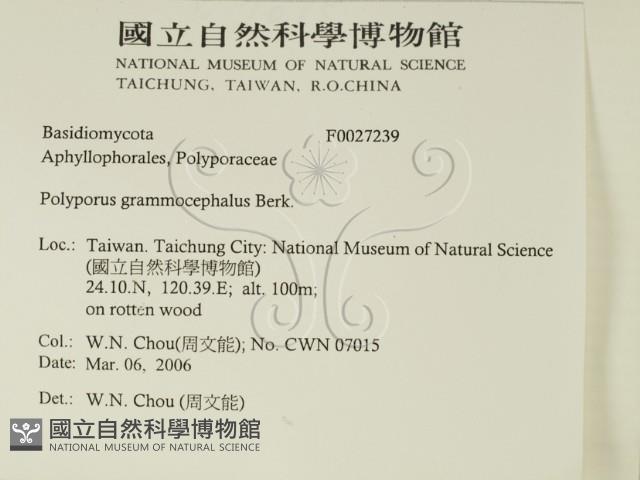 國立自然科學博物館
NATIONAL MUSEUM OF NATURAL SCIENCE
TAICHUNG, TAIWAN, R.O.CHINA
Basidiomycota F0027239
Aphyllophorales, Polyporaceae
Polyporus grammocephalus Berk.
Loc.: Taiwan. Taichung City: National Museum of Natural Science
(國立自然科學博物館)
24.10.N, 120.39.E; alt. 100m;
on rotten wood
Col.: W.N. Chou(周文能); No. CWN 07015
Date: Mar. 06, 2006
Det.: W.N. Chou (周文能)
國立自然科學博物館
NATIONAL MUSEUM OF NATURAL SCIENCE